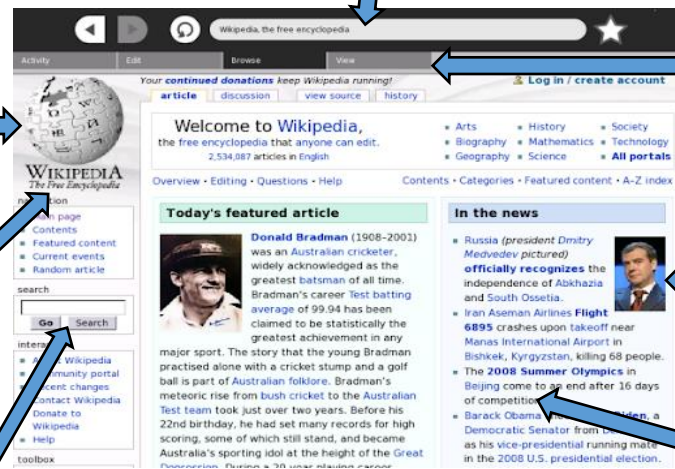 Wikipedia, the free encyclopedia
Activity Edit Browse View
Your continued donations keep Wikipedia running!
Log in / create account
article discussion view source history
WIKIPEDIA
The Free Encyclopedia
Main page
Contents
Featured content
Current events
Random article
search
Go Search
Wikipedia
Community portal
Recent changes
Contact Wikipedia
Donate to
Wikipedia
Help
toolbox
Welcome to Wikipedia,
the free encyclopedia that anyone can edit.
2,534,087 articles in English
Arts
Biography
Geography
History
Mathematics
Science
Society
Technology
All portals
Overview · Editing · Questions · Help
Contents · Categories · Featured content · A–Z index
Today's featured article
Donald Bradman (1908–2001)
was an Australian cricketer,
widely acknowledged as the
greatest batsman of all time.
Bradman's career Test batting
average of 99.94 has been
claimed to be statistically the
greatest achievement in any
major sport. The story that the young Bradman
practised alone with a cricket stump and a golf
ball is part of Australian folklore. Bradman's
meteoric rise from bush cricket to the Australian
Test team took just over two years. Before his
22nd birthday, he had set many records for high
scoring, some of which still stand, and became
Australia's sporting idol at the height of the Great
Depression. During a 20-year playing career
In the news
Russia (president Dmitry
Medvedev pictured)
officially recognizes the
independence of Abkhazia
and South Ossetia.
Iran Aseman Airlines Flight
6895 crashes upon takeoff near
Manas International Airport in
Bishkek, Kyrgyzstan, killing 68 people.
The 2008 Summer Olympics in
Beijing come to an end after 16 days
of competition
Barack Obama Biden, a
Democratic Senator from
as his vice-presidential running mate
in the 2008 U.S. presidential election.